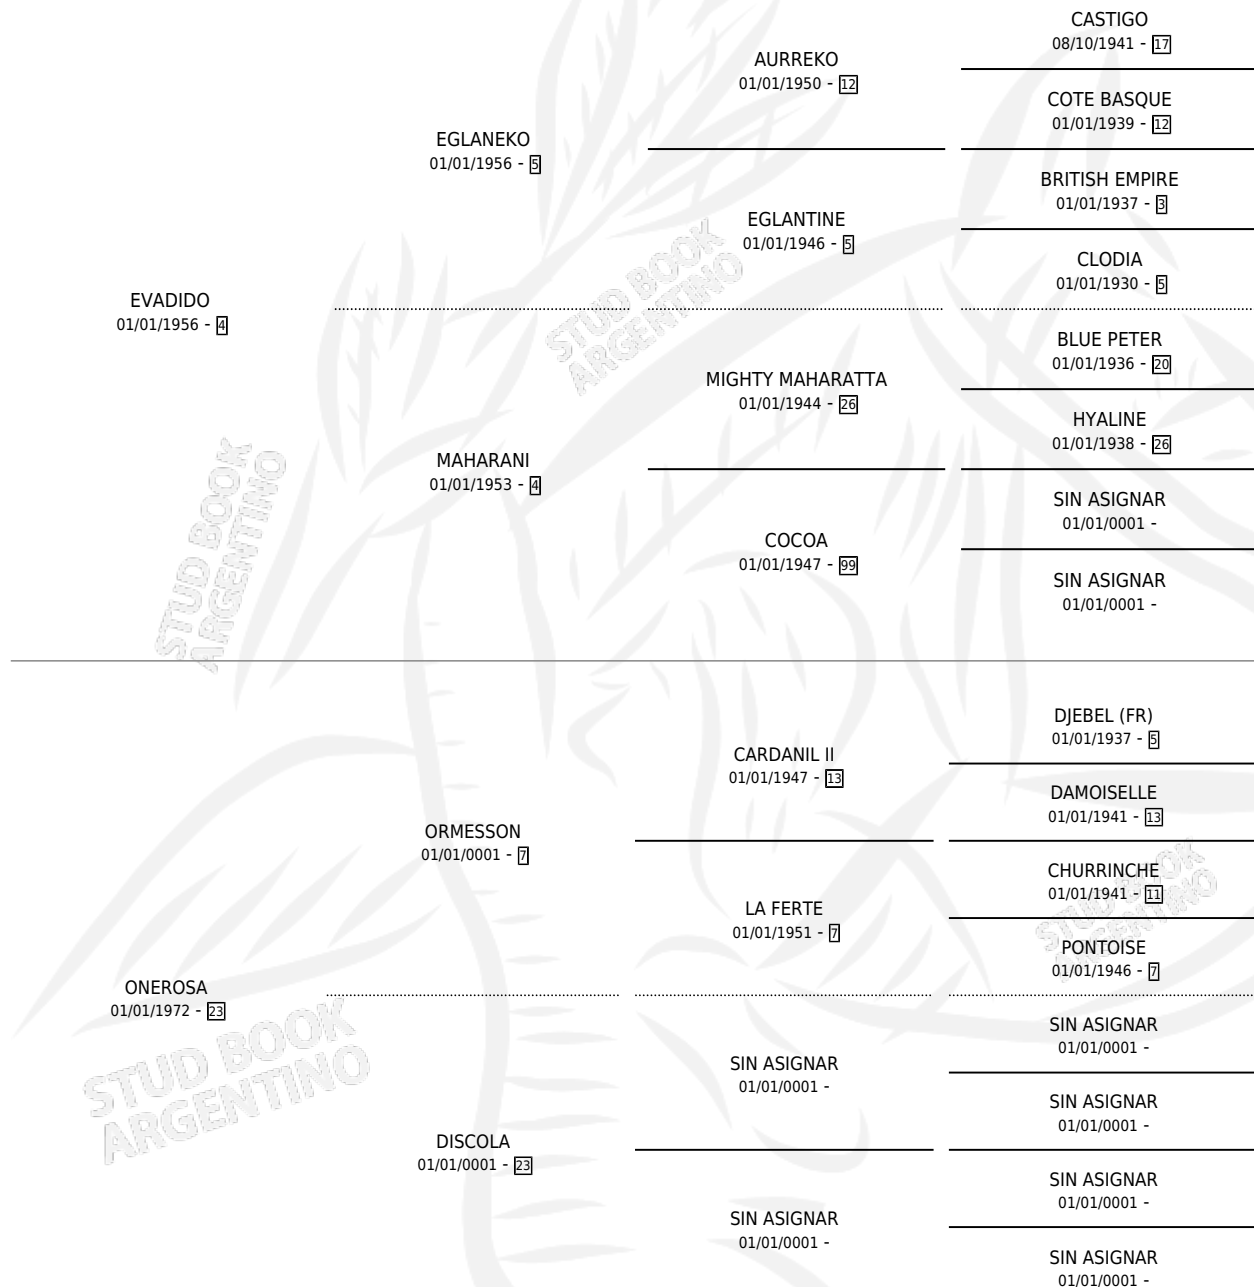 CASTIGO
08/10/1941 - 17
AURREKO
01/01/1950 - 12
COTE BASQUE
01/01/1939 - 12
EGLANEKO
01/01/1956 - 5
BRITISH EMPIRE
01/01/1937 - 3
EGLANTINE
01/01/1946 - 5
CLODIA
01/01/1930 - 5
EVADIDO
01/01/1956 - 4
BLUE PETER
01/01/1936 - 20
MIGHTY MAHARATTA
01/01/1944 - 26
HYALINE
01/01/1938 - 26
MAHARANI
01/01/1953 - 4
SIN ASIGNAR
01/01/0001 -
COCOA
01/01/1947 - 99
SIN ASIGNAR
01/01/0001 -
DJEBEL (FR)
01/01/1937 - 5
CARDANIL II
01/01/1947 - 13
DAMOISELLE
01/01/1941 - 13
ORMESSON
01/01/0001 - 7
CHURRINCHE
01/01/1941 - 11
LA FERTE
01/01/1951 - 7
PONTOISE
01/01/1946 - 7
ONEROSA
01/01/1972 - 23
SIN ASIGNAR
01/01/0001 -
SIN ASIGNAR
01/01/0001 -
SIN ASIGNAR
01/01/0001 -
DISCOLA
01/01/0001 - 23
SIN ASIGNAR
01/01/0001 -
SIN ASIGNAR
01/01/0001 -
SIN ASIGNAR
01/01/0001 -
STUD BOOK
ARGENTINO
STUD BOOK
ARGENTINO
STUD BOOK
ARGENTINO
STUD BOOK
ARGENTINO